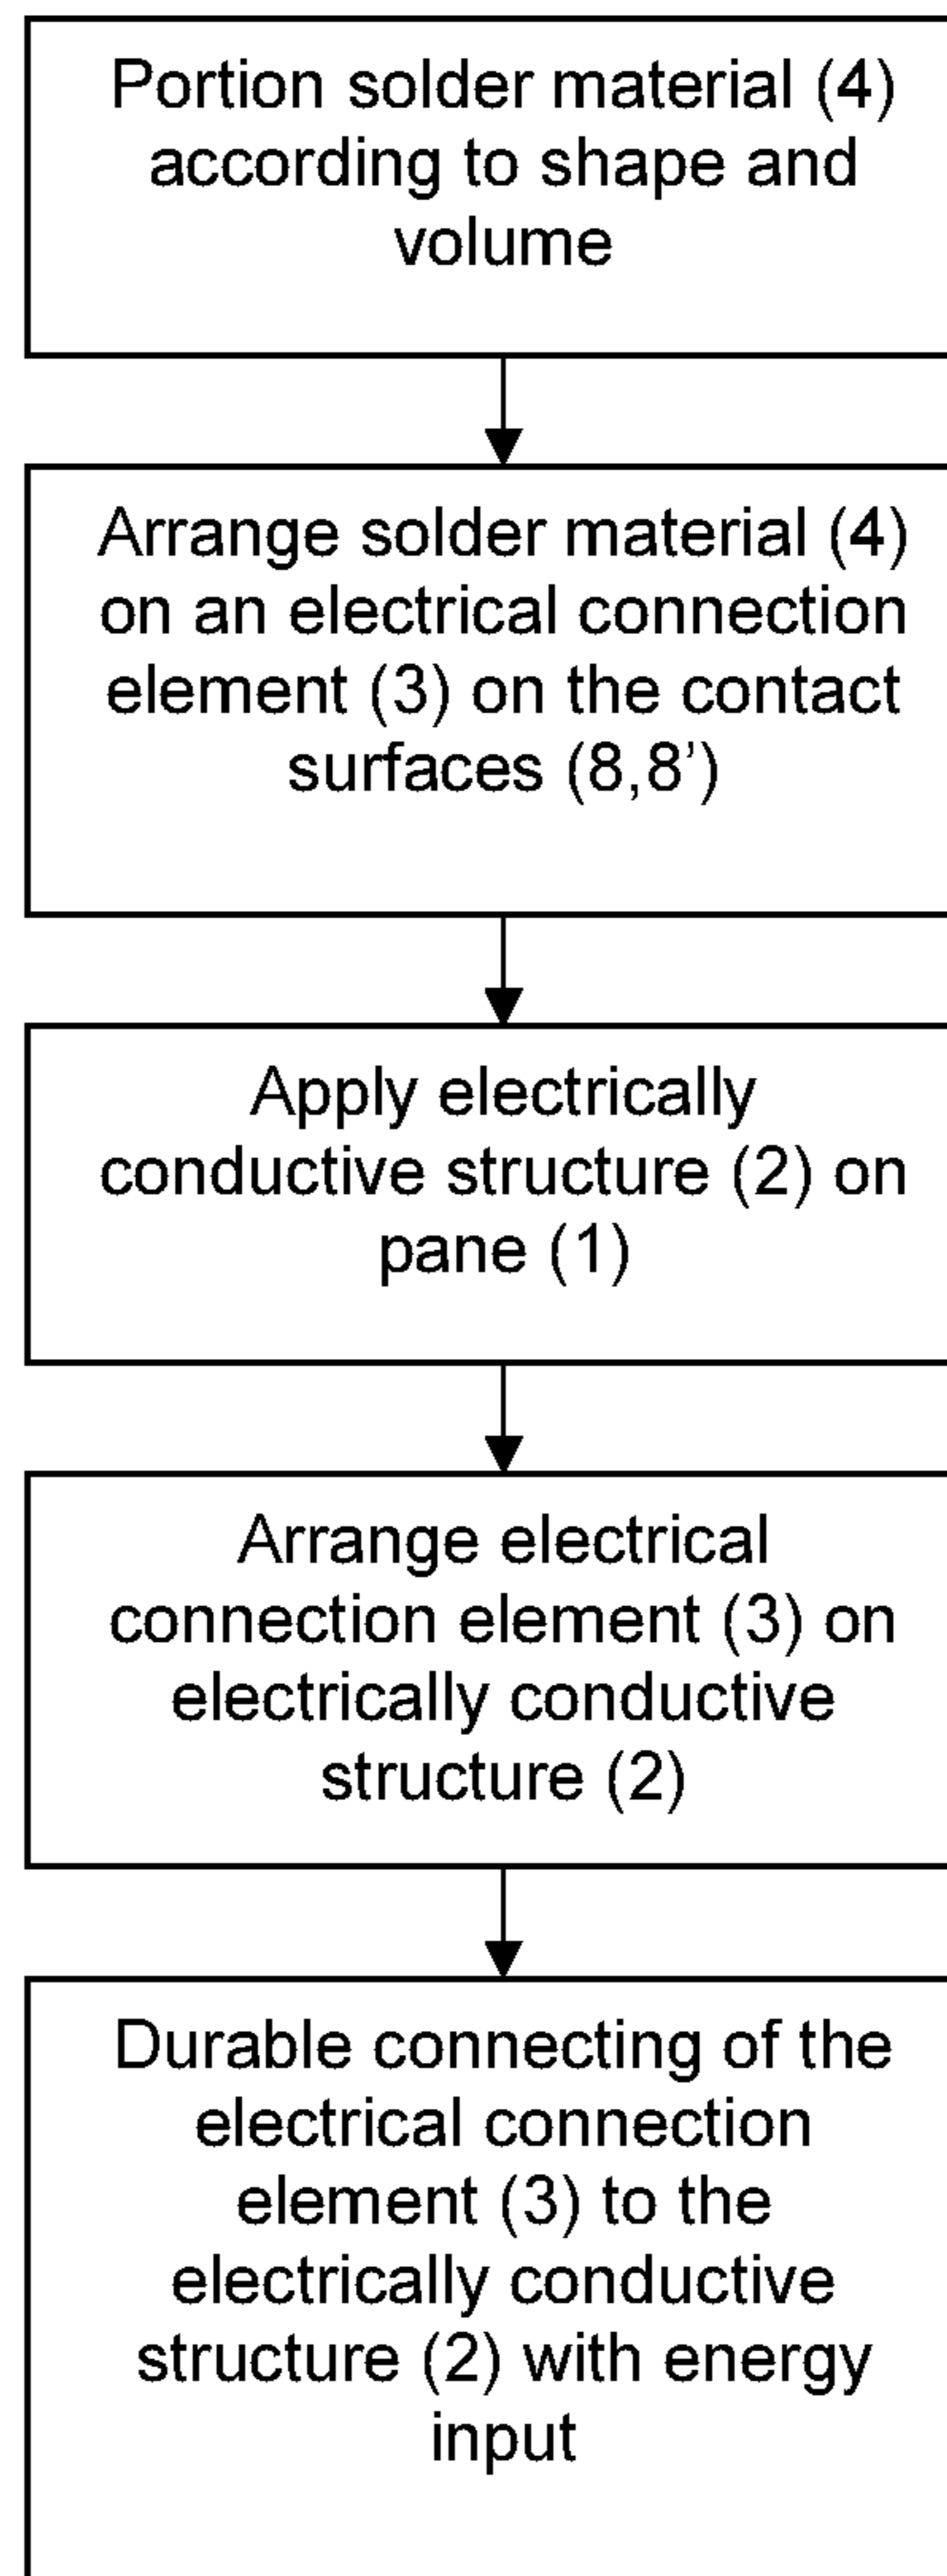 Portion solder material (4)
according to shape and
volume
Arrange solder material (4)
on an electrical connection
element (3) on the contact
surfaces (8,8’)
Apply electrically
conductive structure (2) on
pane (1)
Arrange electrical
connection element (3) on
electrically conductive
structure (2)
Durable connecting of the
electrical connection
element (3) to the
electrically conductive
structure (2) with energy
input